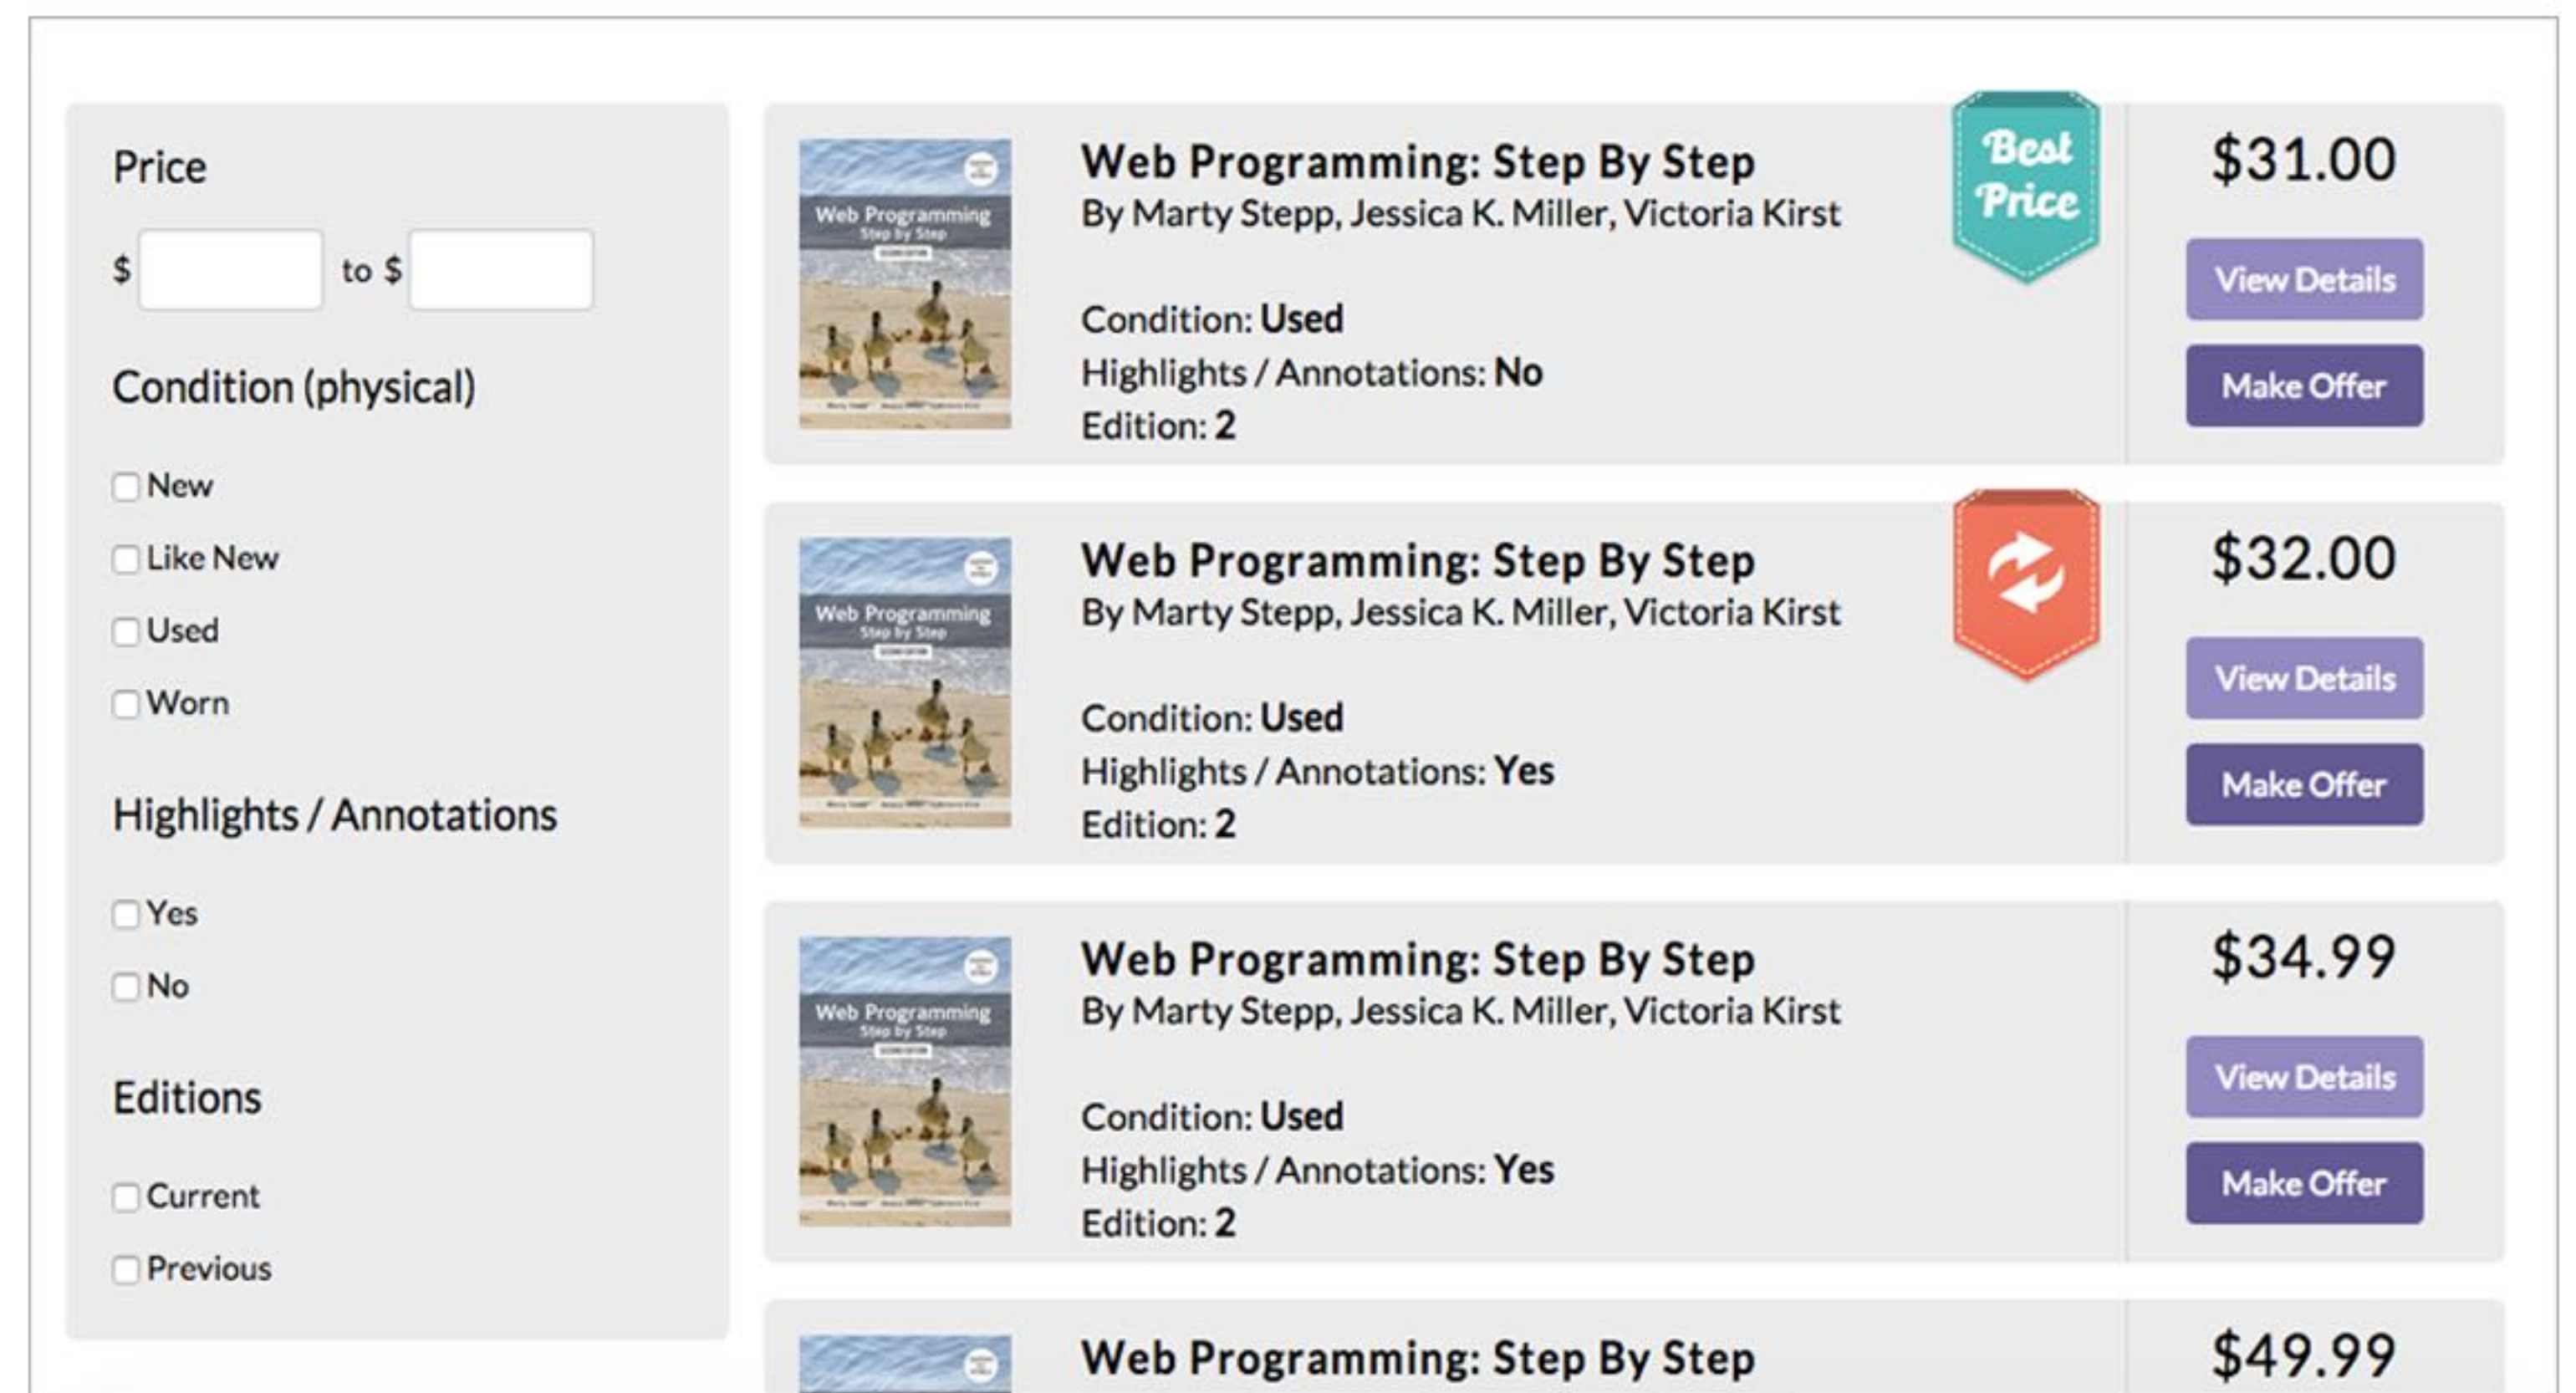 Price
$ to $
Condition (physical)
New
Like New
Used
Worn
Highlights / Annotations
Yes
No
Editions
Current
Previous
Web Programming
Step by Step
SECOND EDITION
Web Programming: Step By Step
By Marty Stepp, Jessica K. Miller, Victoria Kirst
Condition: Used
Highlights / Annotations: No
Edition: 2
Best
Price
$31.00
View Details
Make Offer
Web Programming
Step by Step
SECOND EDITION
Web Programming: Step By Step
By Marty Stepp, Jessica K. Miller, Victoria Kirst
Condition: Used
Highlights / Annotations: Yes
Edition: 2
$32.00
View Details
Make Offer
Web Programming
Step by Step
SECOND EDITION
Web Programming: Step By Step
By Marty Stepp, Jessica K. Miller, Victoria Kirst
Condition: Used
Highlights / Annotations: Yes
Edition: 2
$34.99
View Details
Make Offer
Web Programming: Step By Step
$49.99